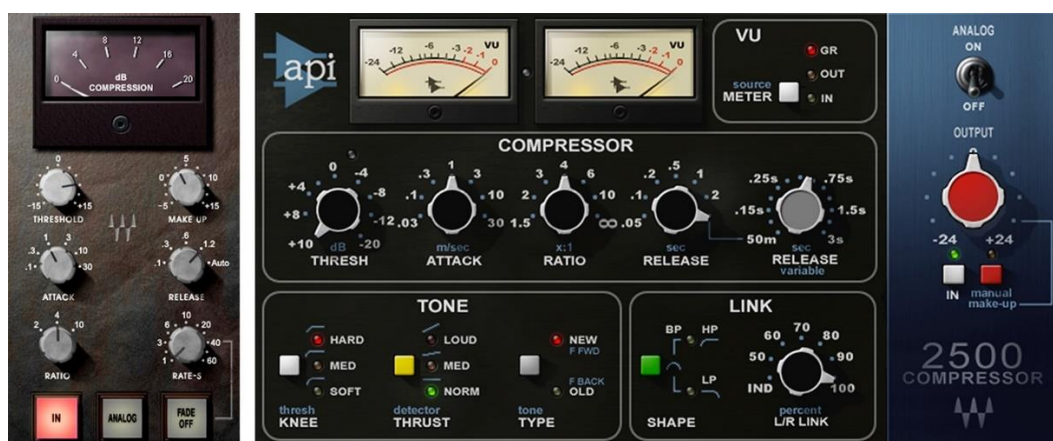 0 4 8 12 16 20
dB
COMPRESSION
0
-15 +15
THRESHOLD
5
0 10
-5 +15
MAKE UP
1 3
.3 10
.1 30
ATTACK
.6
.3 1.2
.1 Auto
RELEASE
4
2 10
RATIO
10
6 20
3 40
1 60
RATE-S
IN
ANALOG
FADE
OFF
api
-24 -12 -6 -3 -2 -1 0
VU
-24 -12 -6 -3 -2 -1 0
VU
VU
GR
source
METER
OUT
IN
COMPRESSOR
0
+4 -4
+8 -8
+10 -12
-20
dB
THRESH
1
.3 3
.1 10
.03 30
m/sec
ATTACK
4
3 6
2 10
1.5 ∞
x:1
RATIO
.5
.2 1
.1 2
.05
sec
RELEASE
.25s .75s
.15s 1.5s
50m 3s
sec
RELEASE
variable
TONE
HARD
MED
SOFT
thresh
KNEE
LOUD
MED
NORM
detector
THRUST
NEW
F FWD
F BACK
OLD
tone
TYPE
LINK
BP HP
LP
SHAPE
70
60 80
50 90
IND 100
percent
L/R LINK
ANALOG
ON
OFF
OUTPUT
0
-24 +24
IN
manual
make-up
2500
COMPRESSOR